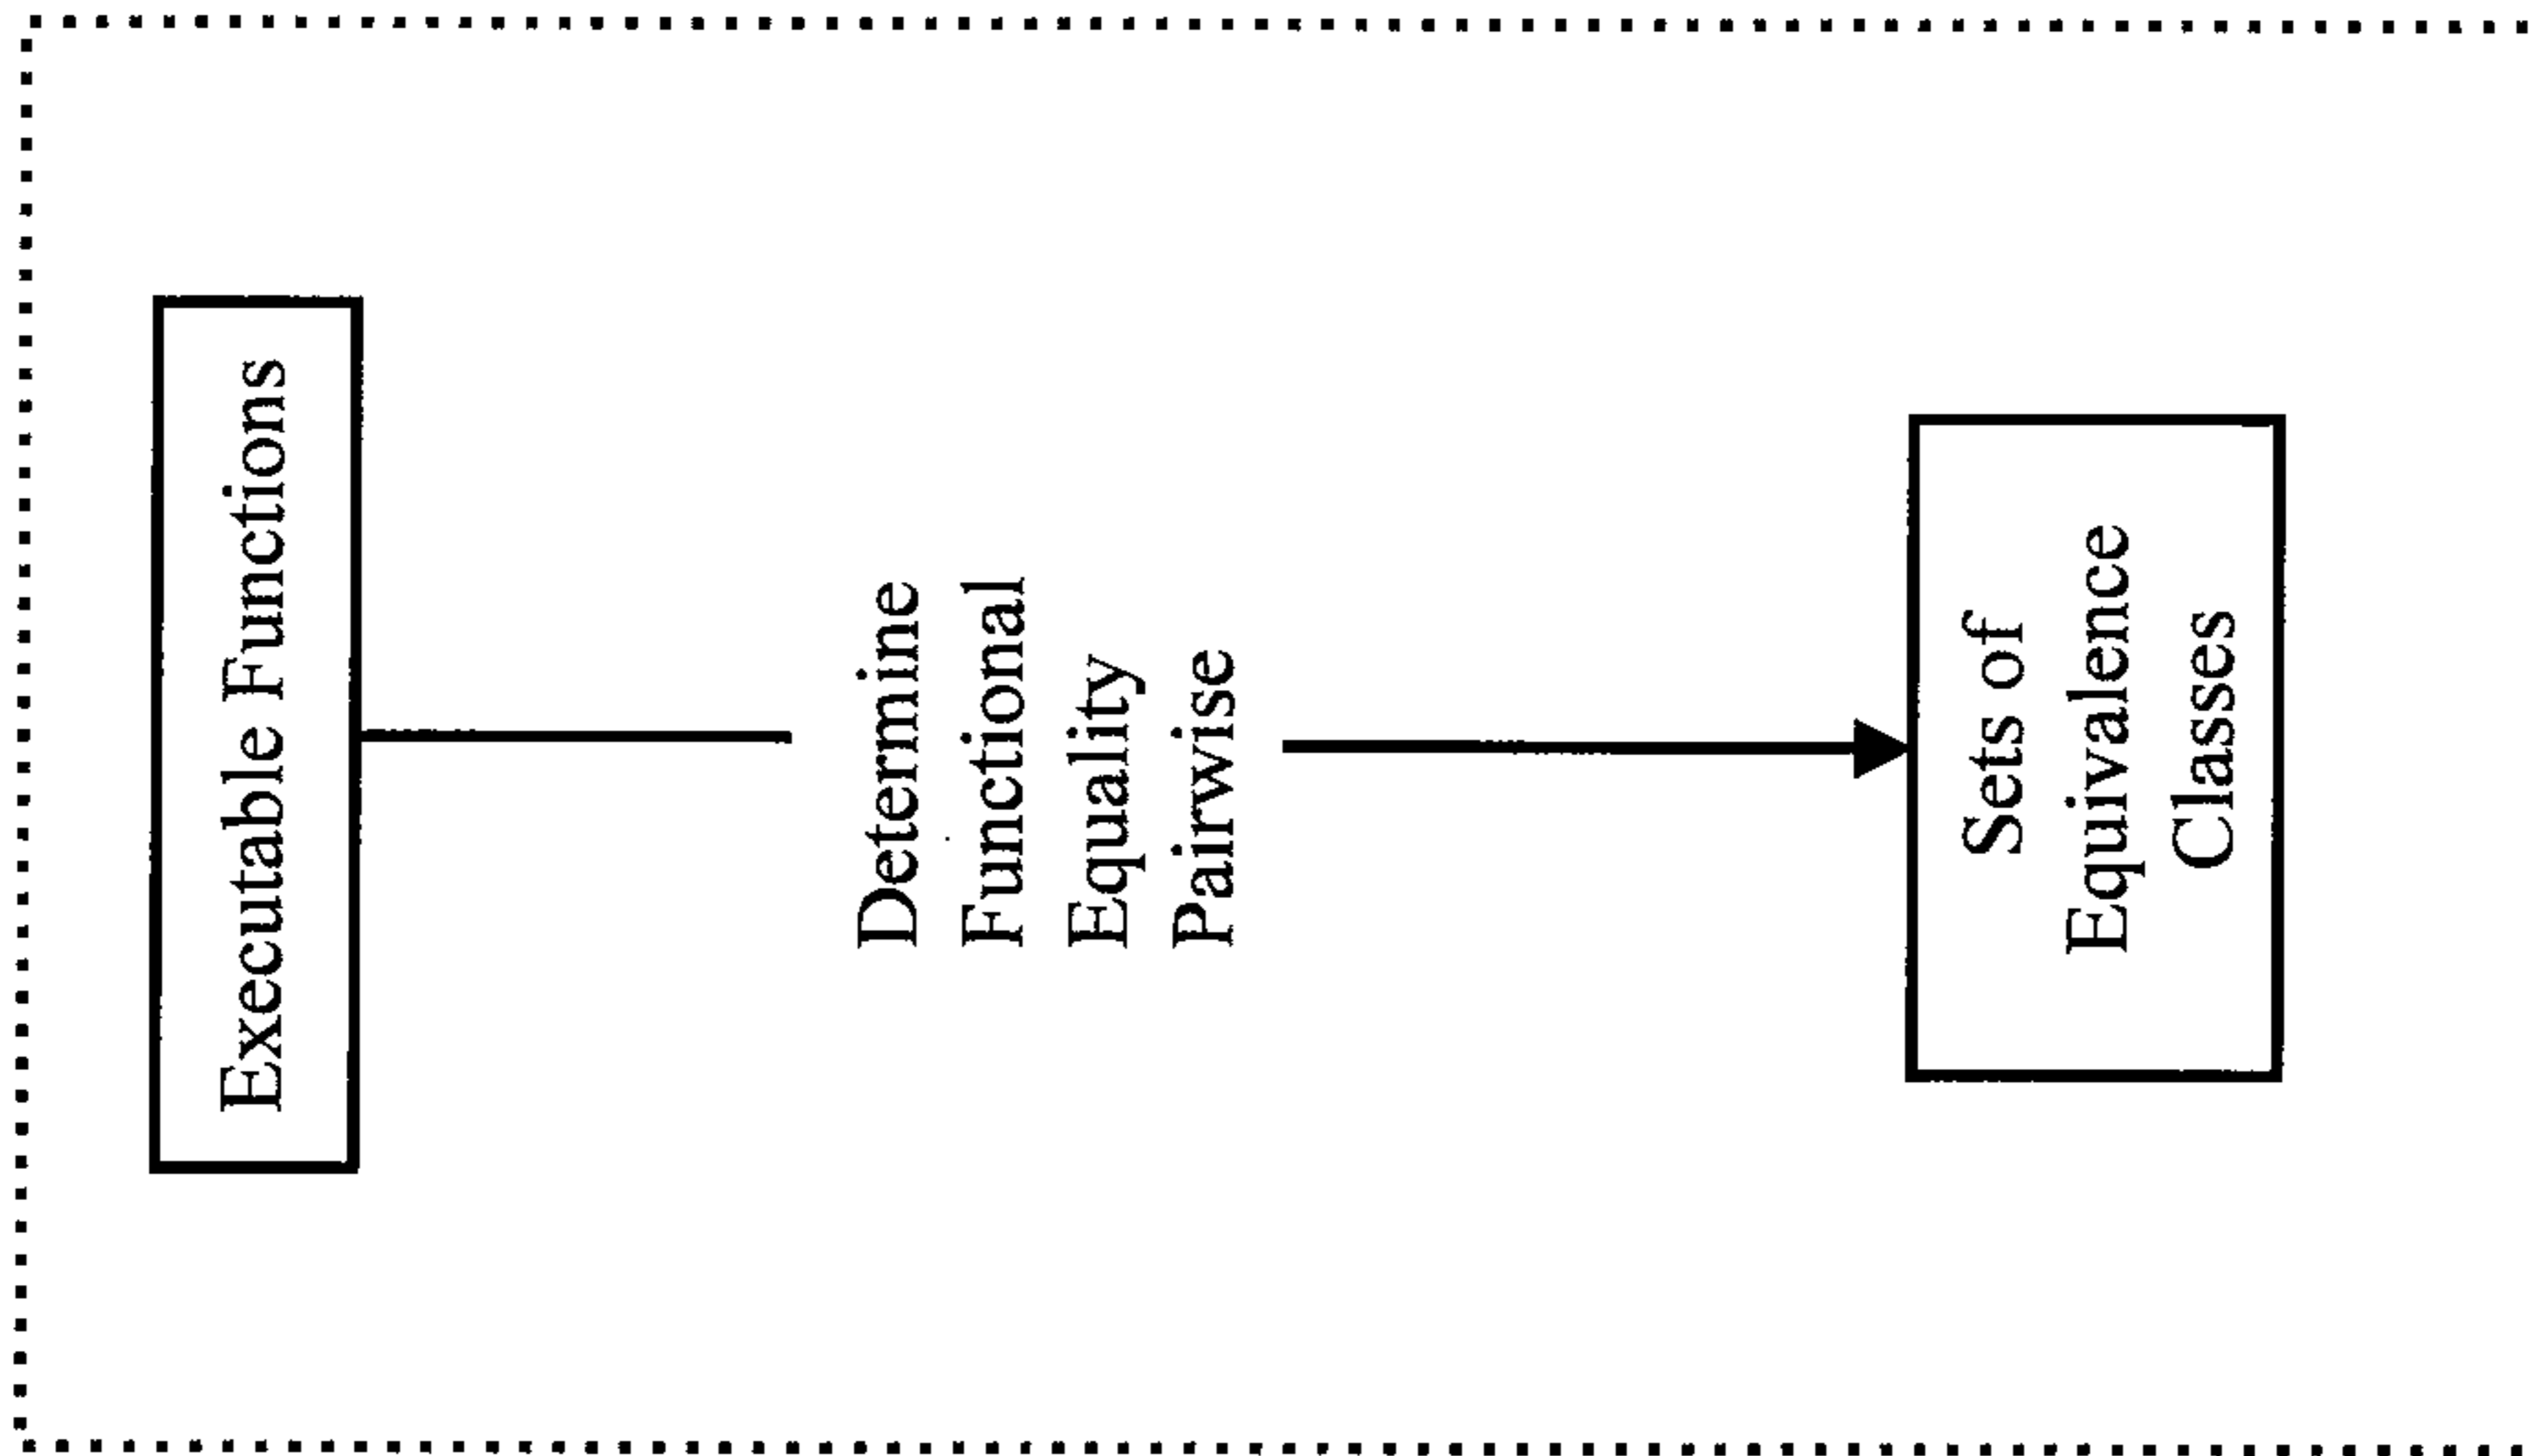 Executable Functions
Determine
Functional
Equality
Pairwise
Sets of
Equivalence
Classes